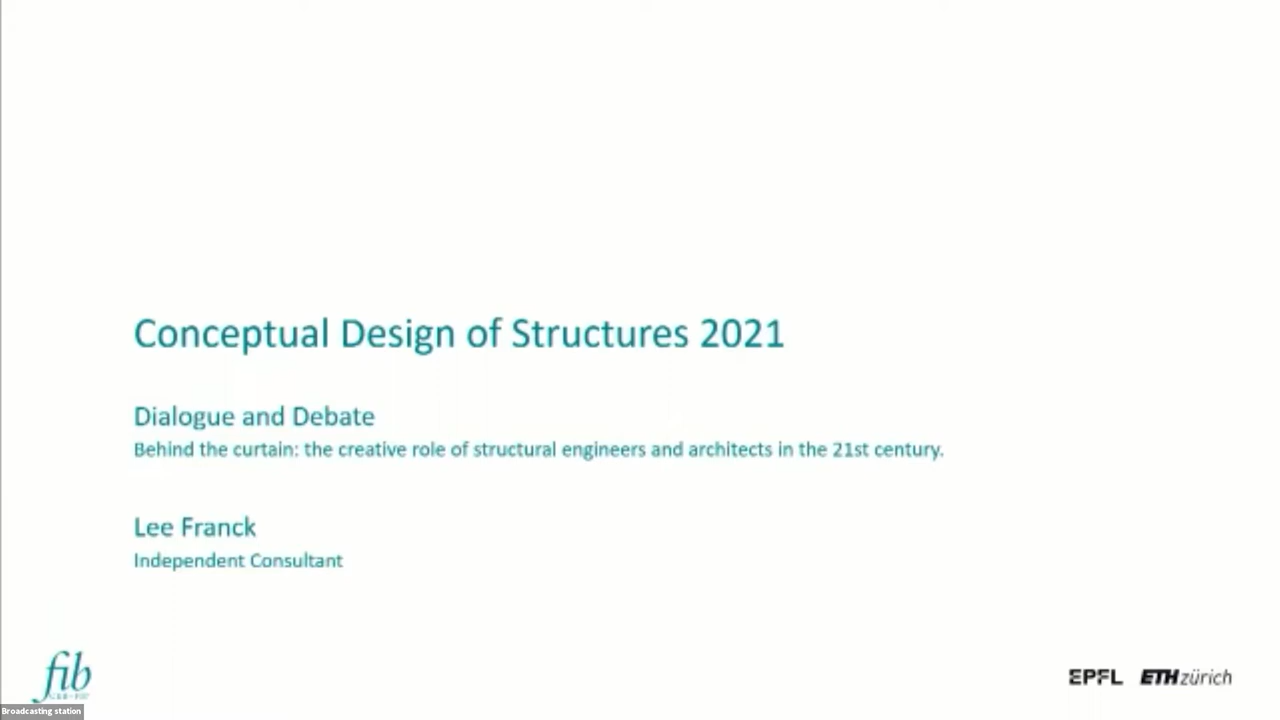 Conceptual Design of Structures 2021
Dialogue and Debate
Behind the curtain: the creative role of structural engineers and architects in the 21st century.
Lee Franck
Independent Consultant
fib
EPFL ETHzürich
Broadcasting station